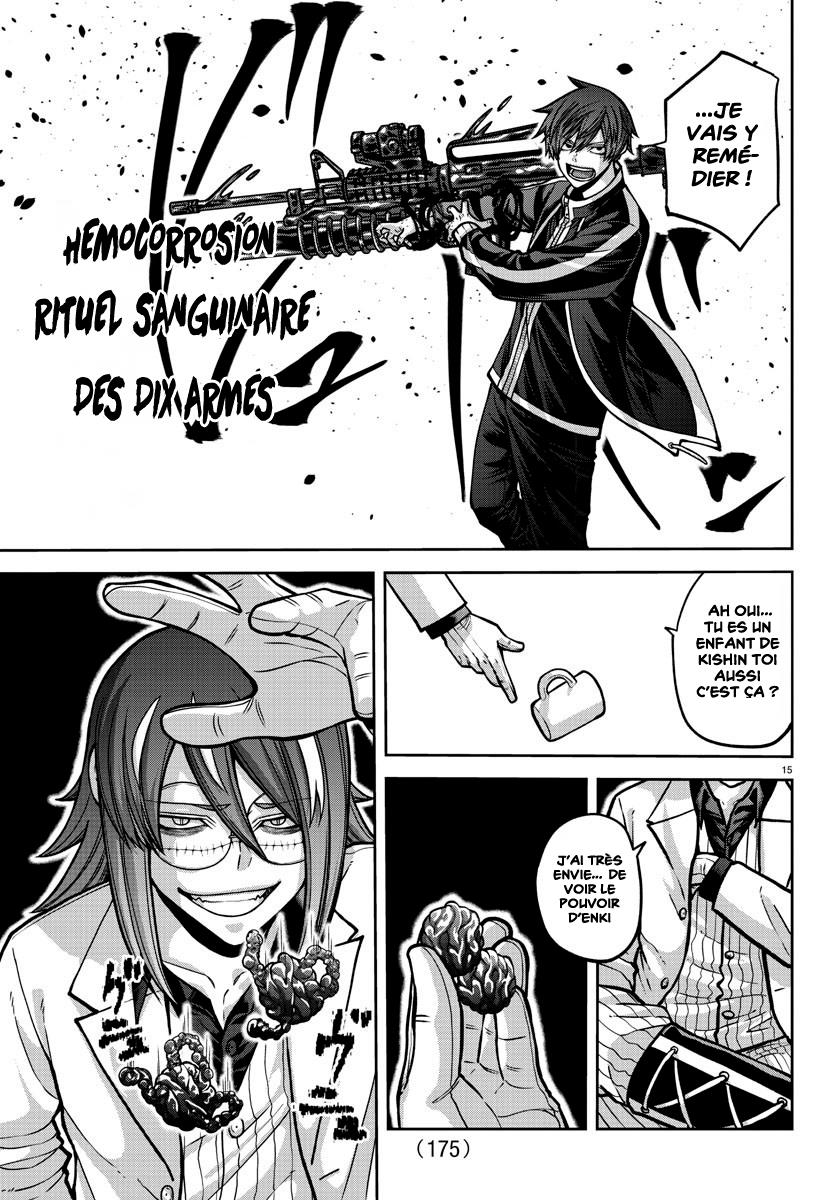 ...JE
VAIS Y
REMÉ-
DIER !
HÉMOCORROSION
RITUEL SANGUINAIRE
DES DIX ARMES
AH OUI...
TU ES UN
ENFANT DE
KISHIN TOI
AUSSI
C'EST ÇA ?
15
J'AI TRÈS
ENVIE... DE
VOIR LE
POUVOIR
D'ENKI
(175)